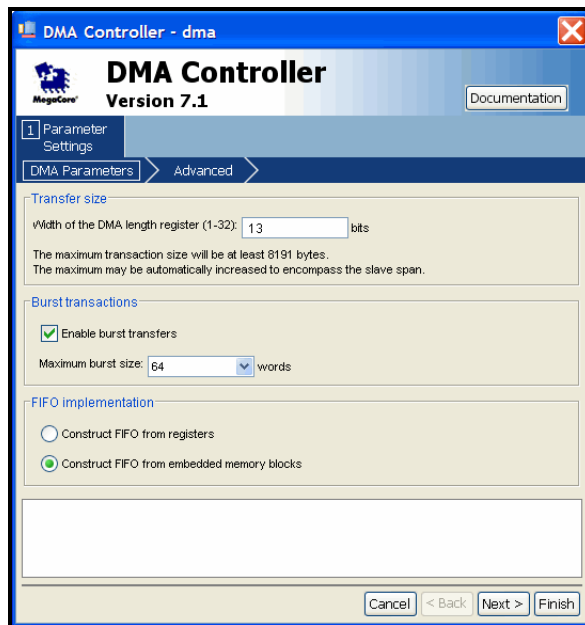 DMA Controller - dma
DMA Controller
MegaCore®
Version 7.1
Documentation
1 Parameter
Settings
DMA Parameters
Advanced
Transfer size
Width of the DMA length register (1-32): 13 bits
The maximum transaction size will be at least 8191 bytes.
The maximum may be automatically increased to encompass the slave span.
Burst transactions
Enable burst transfers
Maximum burst size: 64 words
FIFO implementation
Construct FIFO from registers
Construct FIFO from embedded memory blocks
Cancel < Back Next > Finish